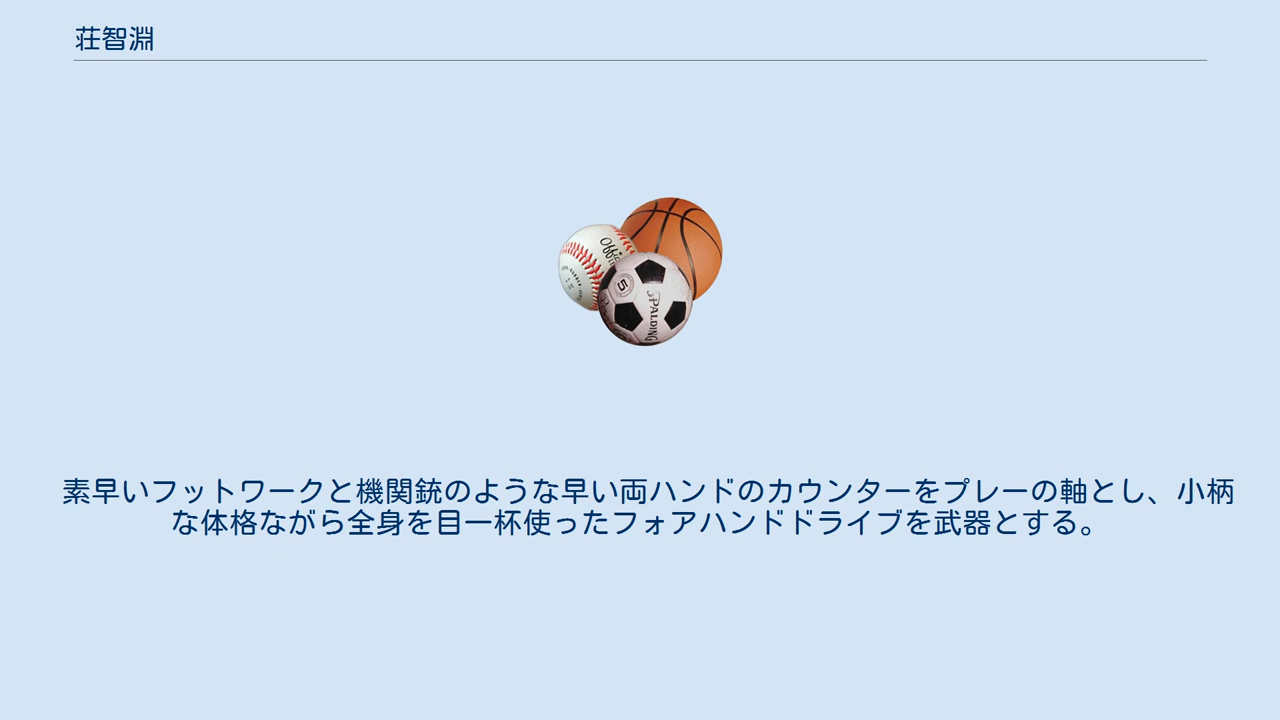 荘智淵
Offici
5
SPALDING
素早いフットワークと機関銃のような早い両ハンドのカウンターをプレーの軸とし、小柄
な体格ながら全身を目一杯使ったフォアハンドドライブを武器とする。